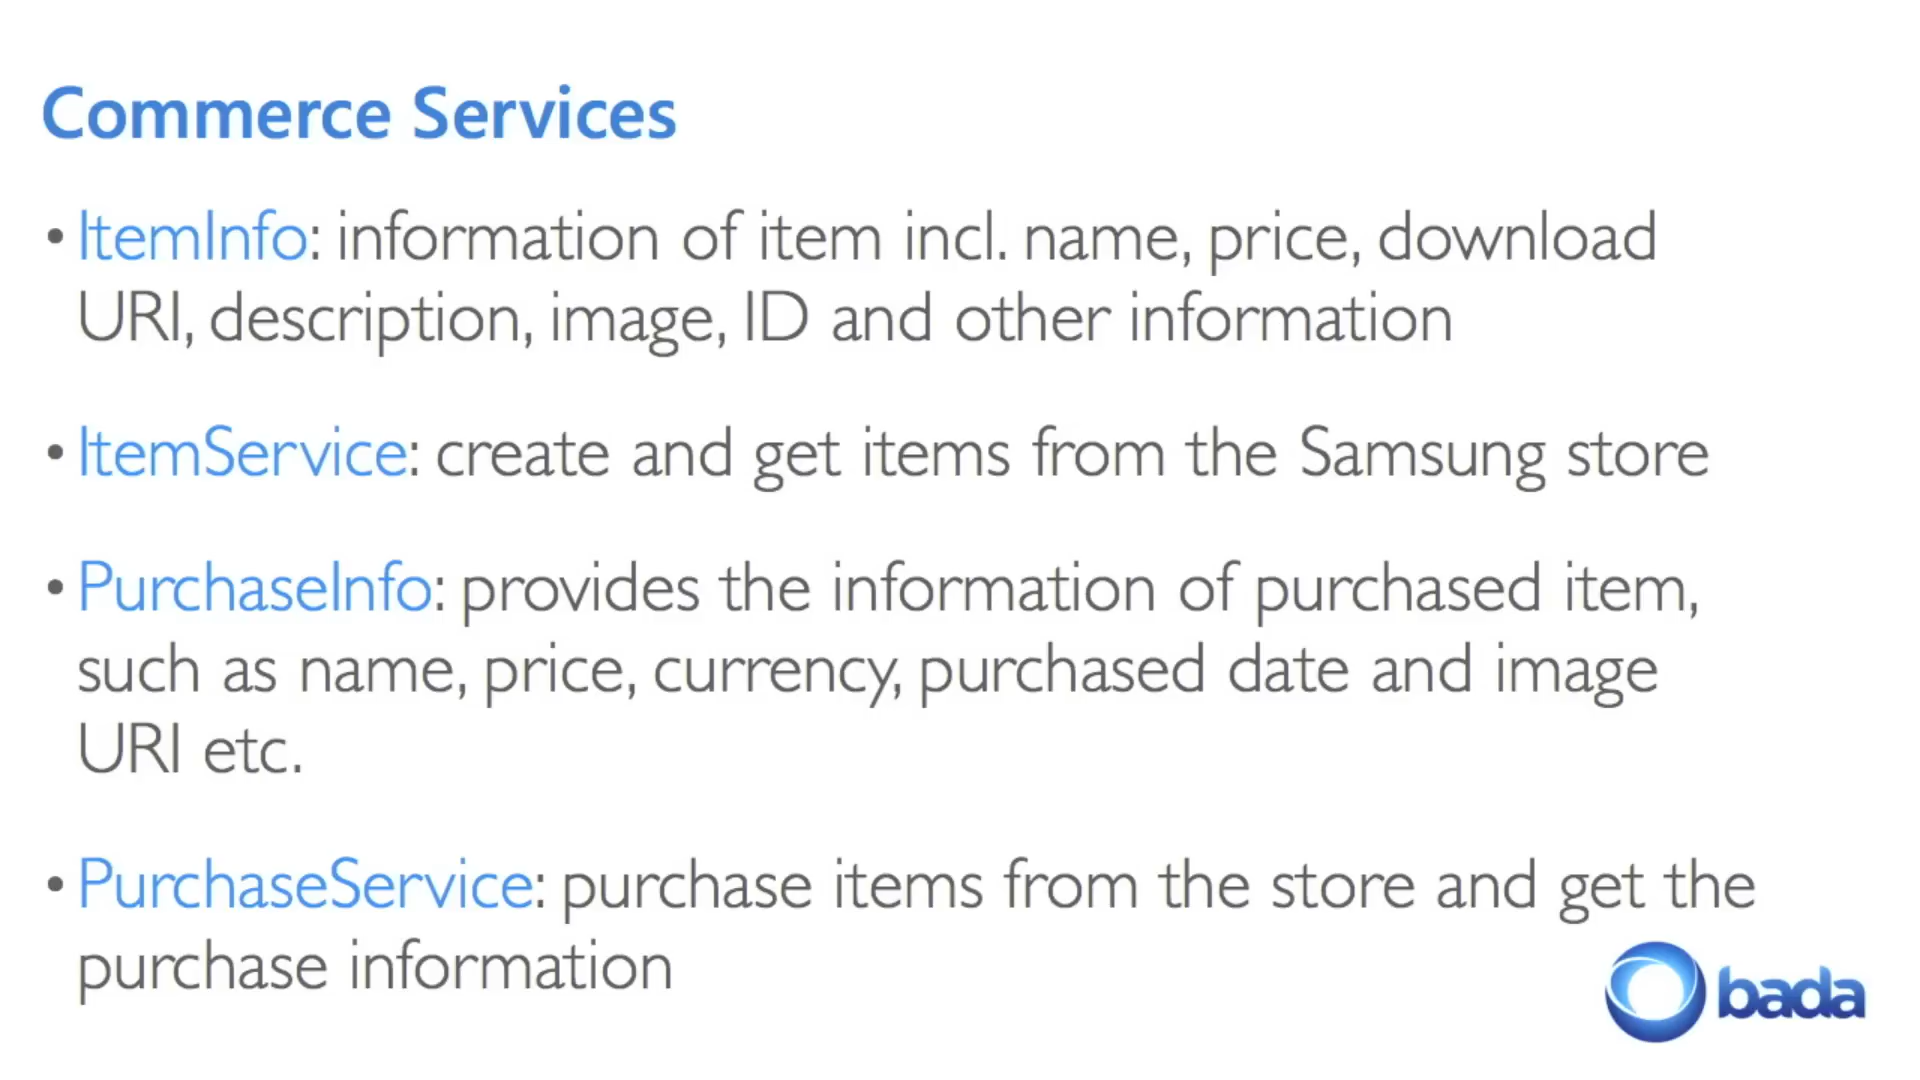 Commerce Services
• ItemInfo: information of item incl. name, price, download
URI, description, image, ID and other information
• ItemService: create and get items from the Samsung store
• PurchaseInfo: provides the information of purchased item,
such as name, price, currency, purchased date and image
URI etc.
• PurchaseService: purchase items from the store and get the
purchase information
bada